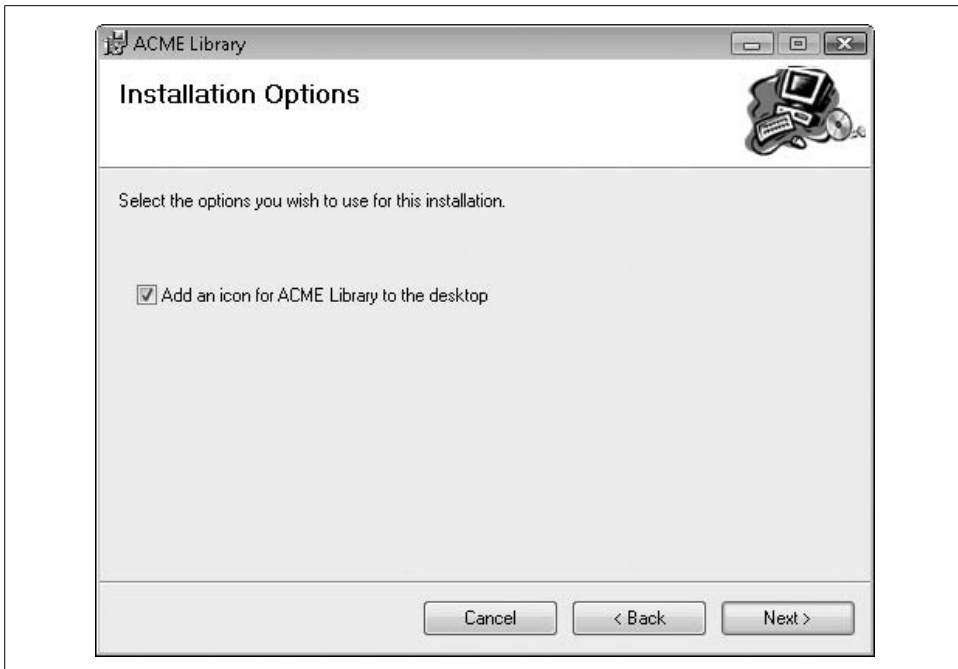 ACME Library
Installation Options
Select the options you wish to use for this installation.
Add an icon for ACME Library to the desktop
Cancel
< Back
Next >